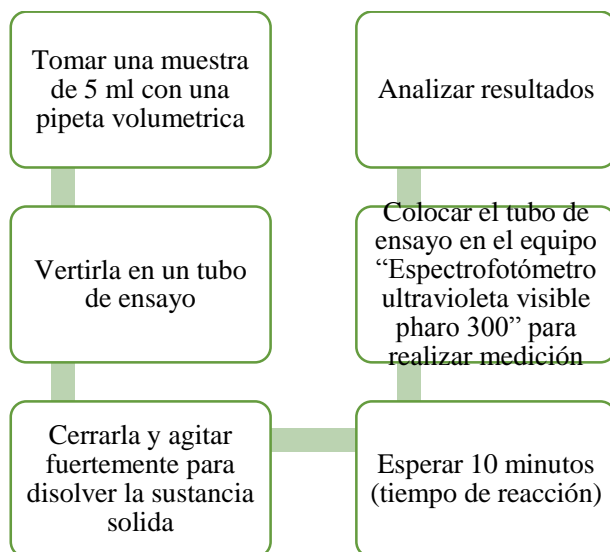 Tomar una muestra
de 5 ml con una
pipeta volumetrica
Vertirla en un tubo
de ensayo
Cerrarla y agitar
fuertemente para
disolver la sustancia
solida
Esperar 10 minutos
(tiempo de reacción)
Colocar el tubo de
ensayo en el equipo
“Espectrofotómetro
ultravioleta visible
pharo 300” para
realizar medición
Analizar resultados